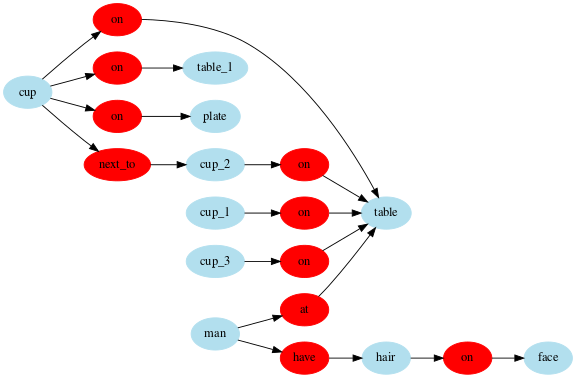 on
on
table_1
cup
on
plate
next_to
cup_2
on
cup_1
on
table
cup_3
on
at
man
have
hair
on
face